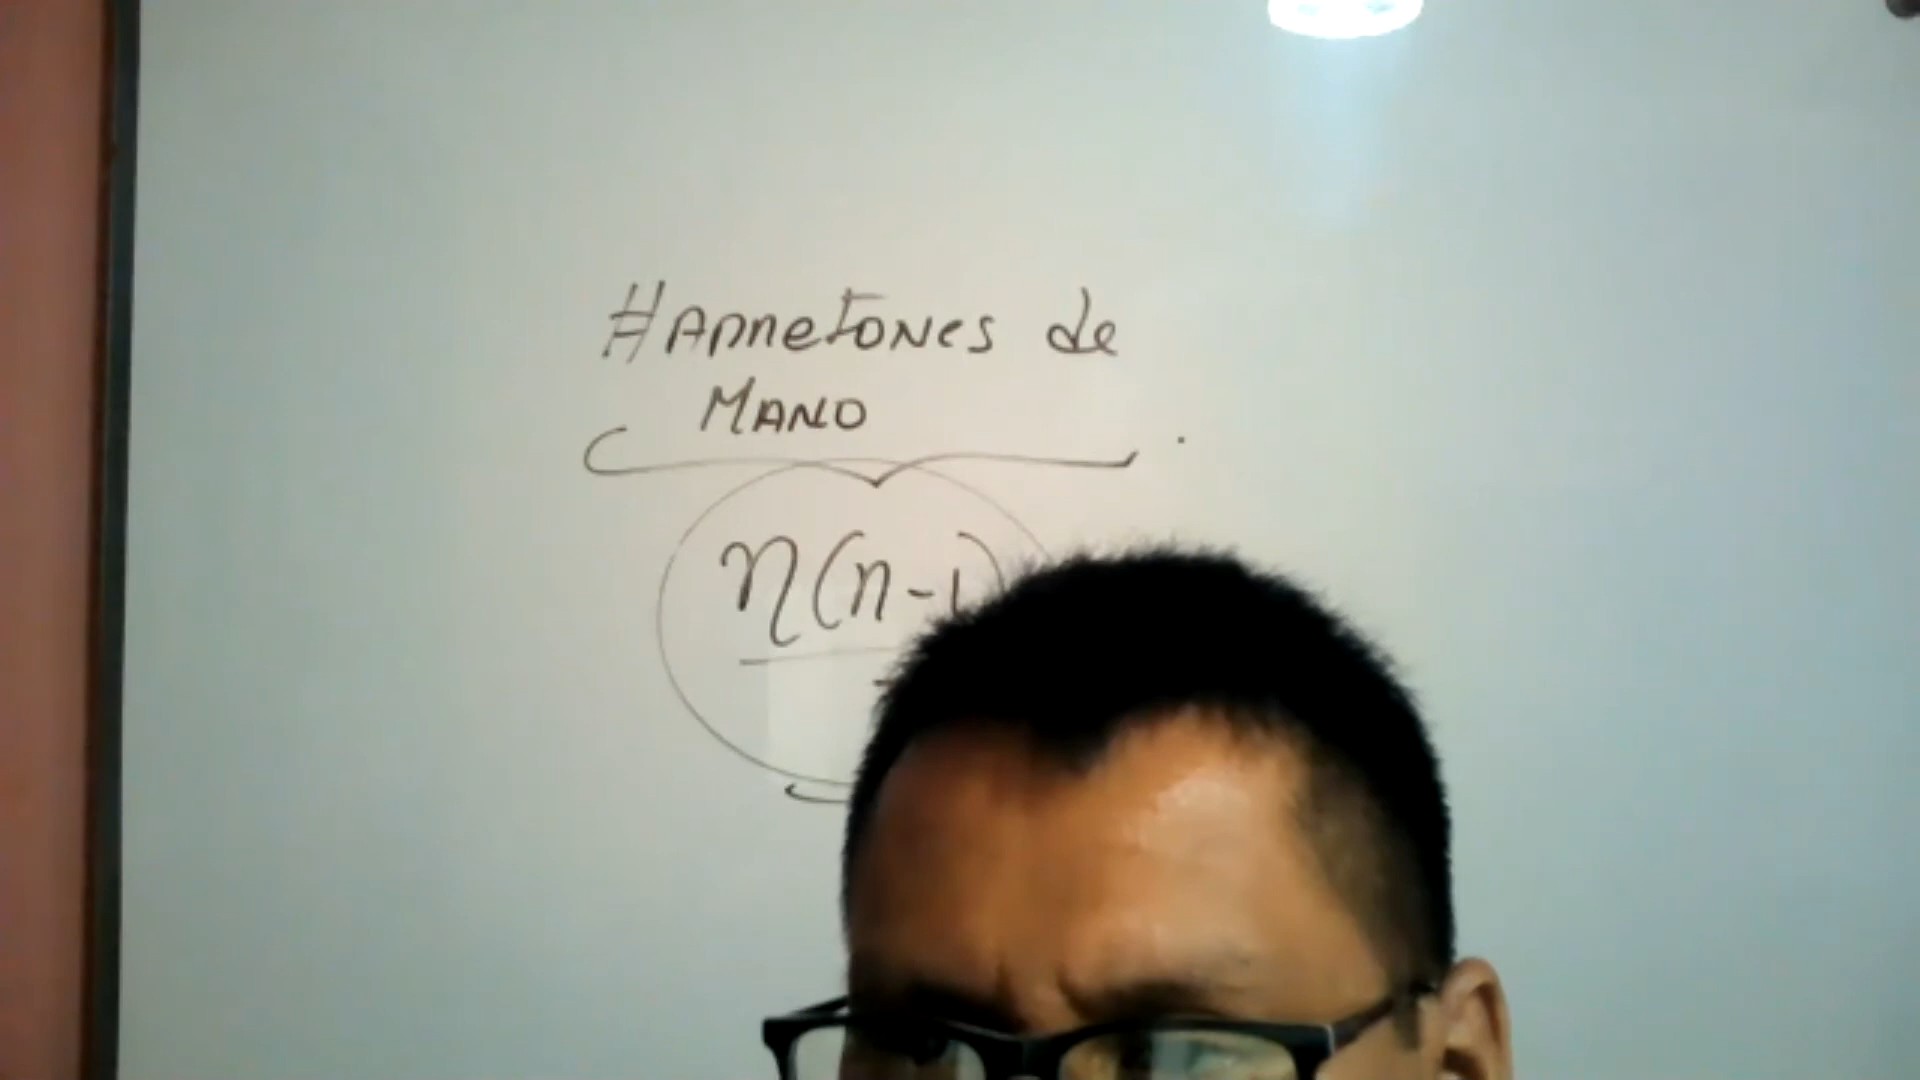 #Apretones de
Mano
n(n-1)